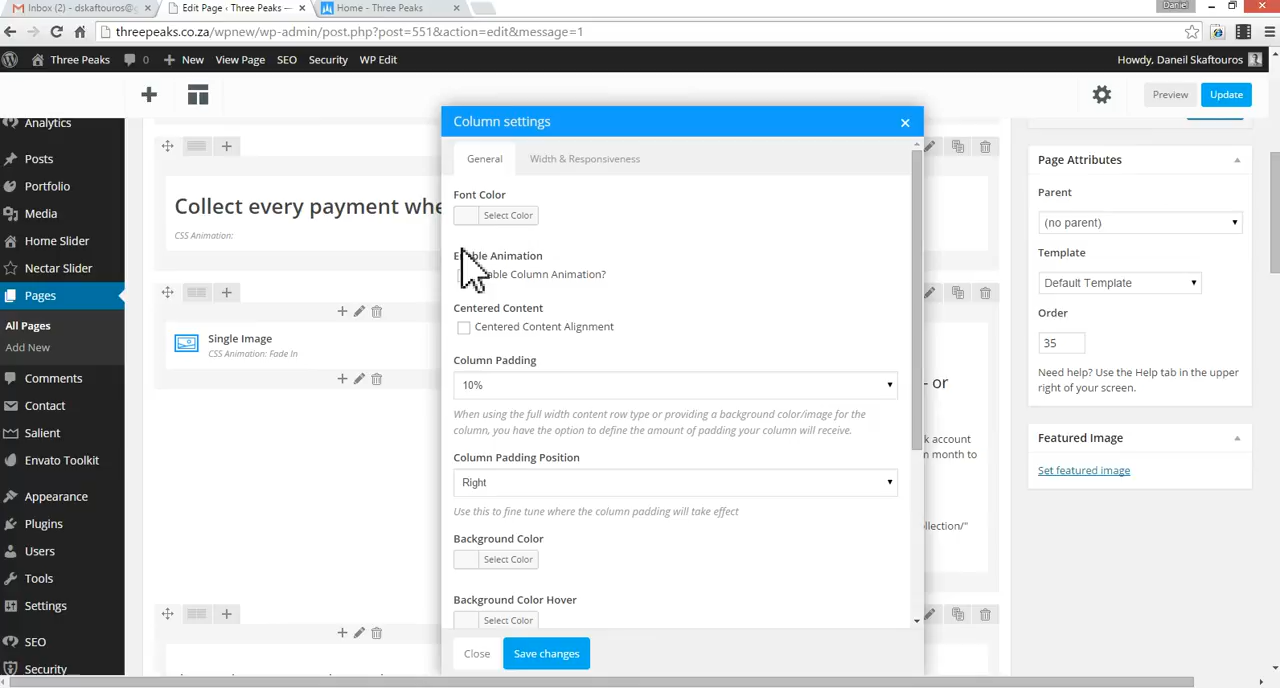 Inbox (2) - dskaftouros@
Edit Page ‹ Three Peaks —
Home - Three Peaks
Daniel
threepeaks.co.za/wpnew/wp-admin/post.php?post=551&action=edit&message=1
Three Peaks
0
New
View Page
SEO
Security
WP Edit
Howdy, Daneil Skaftouros
Preview
Update
Analytics
Posts
Portfolio
Media
Home Slider
Nectar Slider
Pages
All Pages
Add New
Comments
Contact
Salient
Envato Toolkit
Appearance
Plugins
Users
Tools
Settings
SEO
Security
Collect every payment whe
CSS Animation:
Single Image
CSS Animation: Fade In
Column settings
General
Width & Responsiveness
Font Color
Select Color
Enable Animation
able Column Animation?
Centered Content
Centered Content Alignment
Column Padding
10%
When using the full width content row type or providing a background color/image for the
column, you have the option to define the amount of padding your column will receive.
Column Padding Position
Right
Use this to fine tune where the column padding will take effect
Background Color
Select Color
Background Color Hover
Select Color
Close
Save changes
- or
k account
m month to
llection/"
Page Attributes
Parent
(no parent)
Template
Default Template
Order
35
Need help? Use the Help tab in the upper
right of your screen.
Featured Image
Set featured image